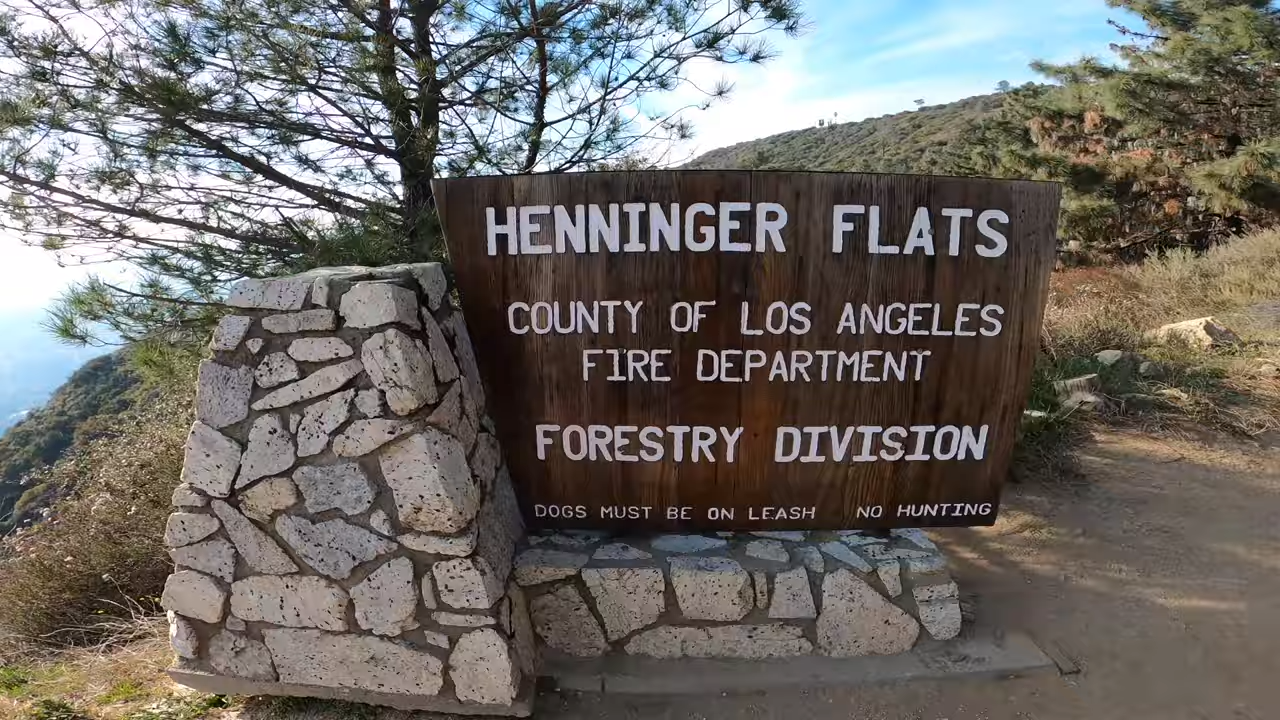 HENNINGER FLATS
COUNTY OF LOS ANGELES
FIRE DEPARTMENT
FORESTRY DIVISION
DOGS MUST BE ON LEASH NO HUNTING